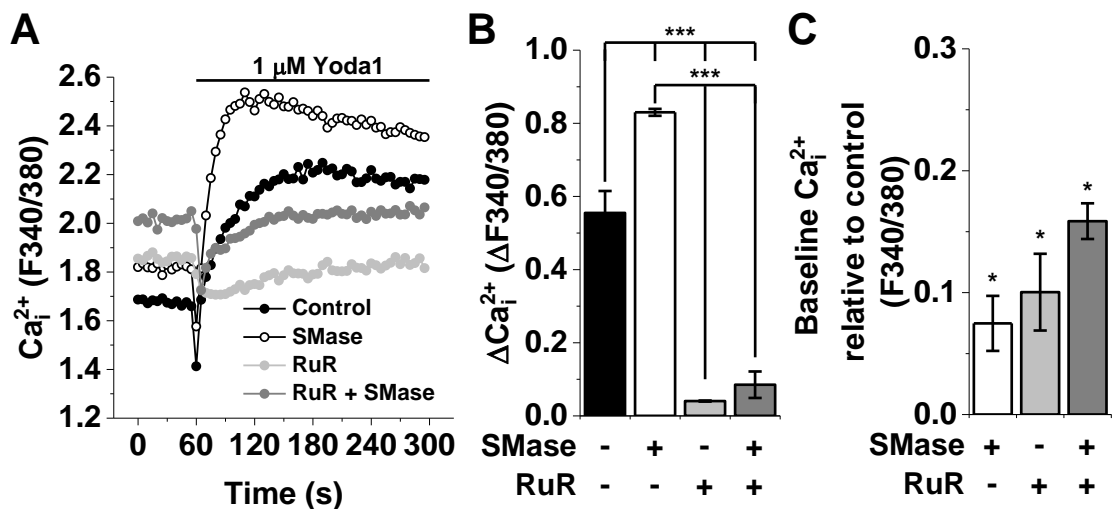 A
1 μM Yoda1
Ca²⁺ᵢ (F340/380)
2.6
2.4
2.2
2.0
1.8
1.6
1.4
1.2
Control
SMase
RuR
RuR + SMase
0 60 120 180 240 300
Time (s)
B
***
***
ΔCa²⁺ᵢ (ΔF340/380)
1.0
0.8
0.6
0.4
0.2
0.0
SMase - + - +
RuR - - + +
C
Baseline Ca²⁺ᵢ
relative to control
(F340/380)
0.3
0.2
0.1
0.0
* * *
SMase + - +
RuR - + +